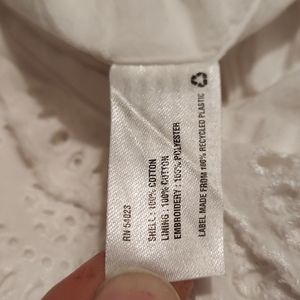 RN 54023
SHELL : 100% COTTON
LINING : 100% COTTON
EMBROIDERY : 100% POLYESTER
LABEL MADE FROM 100% RECYCLED PLASTIC